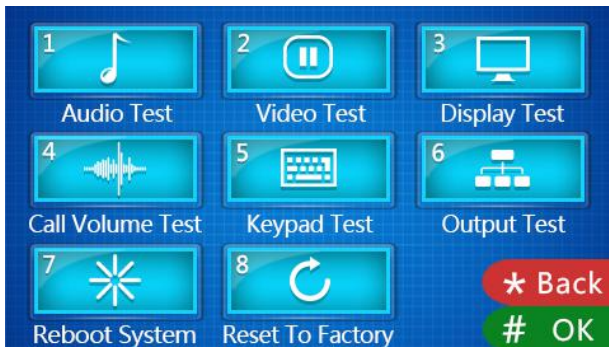 1 2 3
Audio Test Video Test Display Test
4 5 6
Call Volume Test Keypad Test Output Test
7 8
* Back
Reboot System Reset To Factory # OK